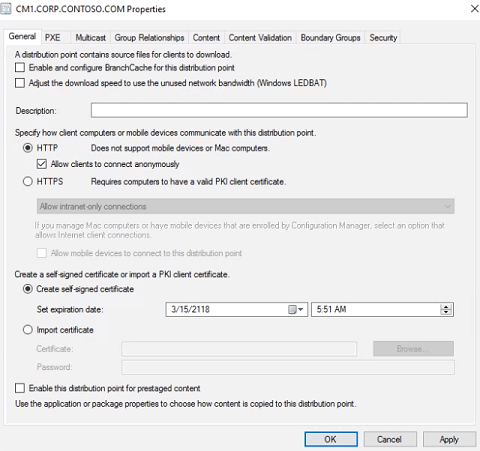 CM1.CORP.CONTOSO.COM Properties
General PXE Multicast Group Relationships Content Content Validation Boundary Groups Security
A distribution point contains source files for clients to download.
Enable and configure BranchCache for this distribution point
Adjust the download speed to use the unused network bandwidth (Windows LEDBAT)
Description:
Specify how client computers or mobile devices communicate with this distribution point.
HTTP Does not support mobile devices or Mac computers.
Allow clients to connect anonymously
HTTPS Requires computers to have a valid PKI client certificate.
Allow intranet-only connections
If you manage Mac computers or have mobile devices that are enrolled by Configuration Manager, select an option that
allows Internet client connections.
Allow mobile devices to connect to this distribution point
Create a self-signed certificate or import a PKI client certificate.
Create self-signed certificate
Set expiration date: 3/15/2118 5:51 AM
Import certificate
Certificate: Browse...
Password:
Enable this distribution point for prestaged content
Use the application or package properties to choose how content is copied to this distribution point.
OK Cancel Apply